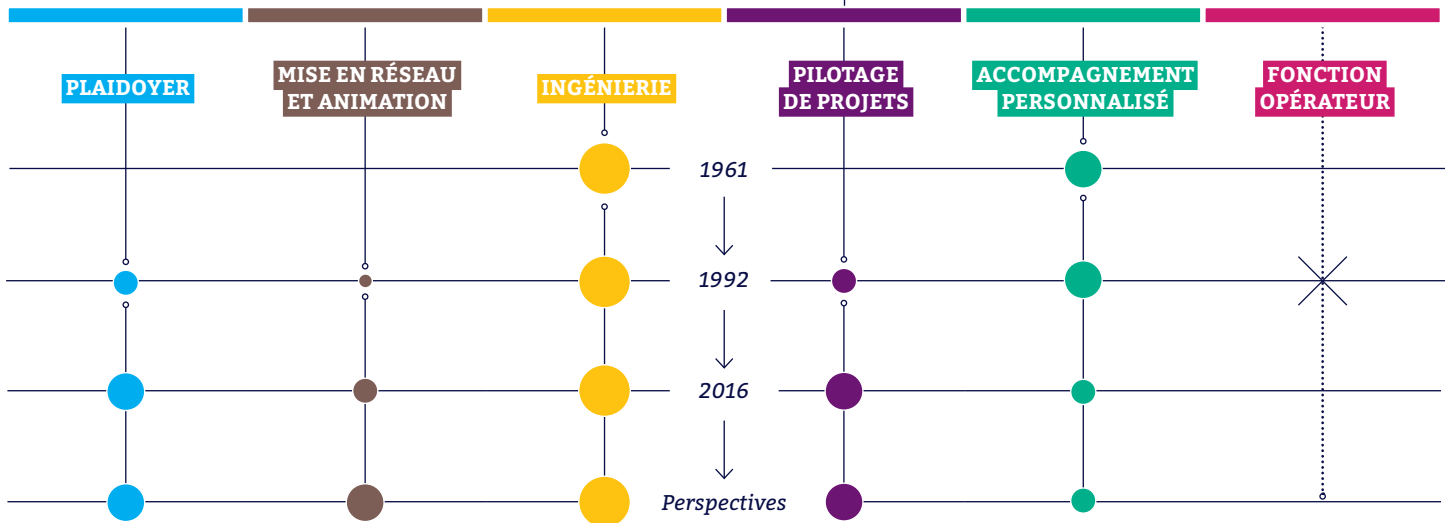 PLAIDOYER
MISE EN RÉSEAU
ET ANIMATION
INGÉNIERIE
PILOTAGE
DE PROJETS
ACCOMPAGNEMENT
PERSONNALISÉ
FONCTION
OPÉRATEUR
1961
1992
2016
Perspectives